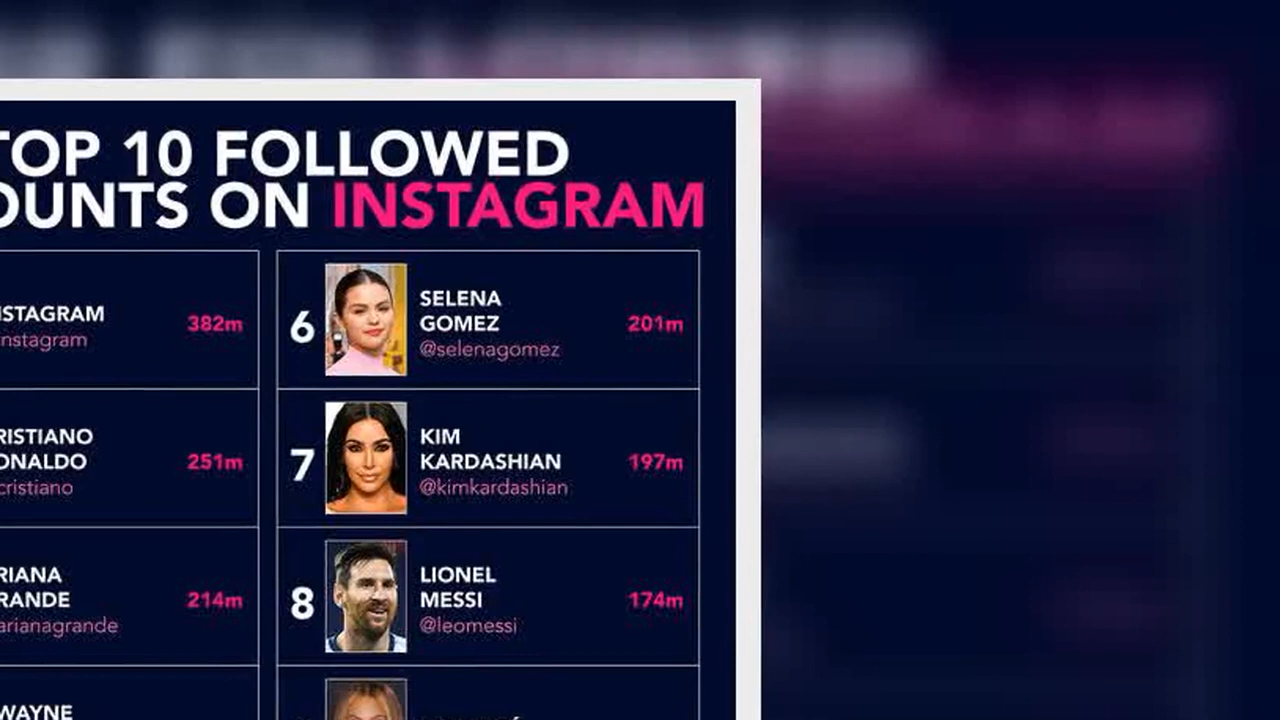 TOP 10 FOLLOWED
OUNTS ON INSTAGRAM
STAGRAM
nstagram
382m
RISTIANO
ONALDO
cristiano
251m
RIANA
RANDE
arianagrande
214m
WAYNE
6
SELENA
GOMEZ
@selenagomez
201m
7
KIM
KARDASHIAN
@kimkardashian
197m
8
LIONEL
MESSI
@leomessi
174m